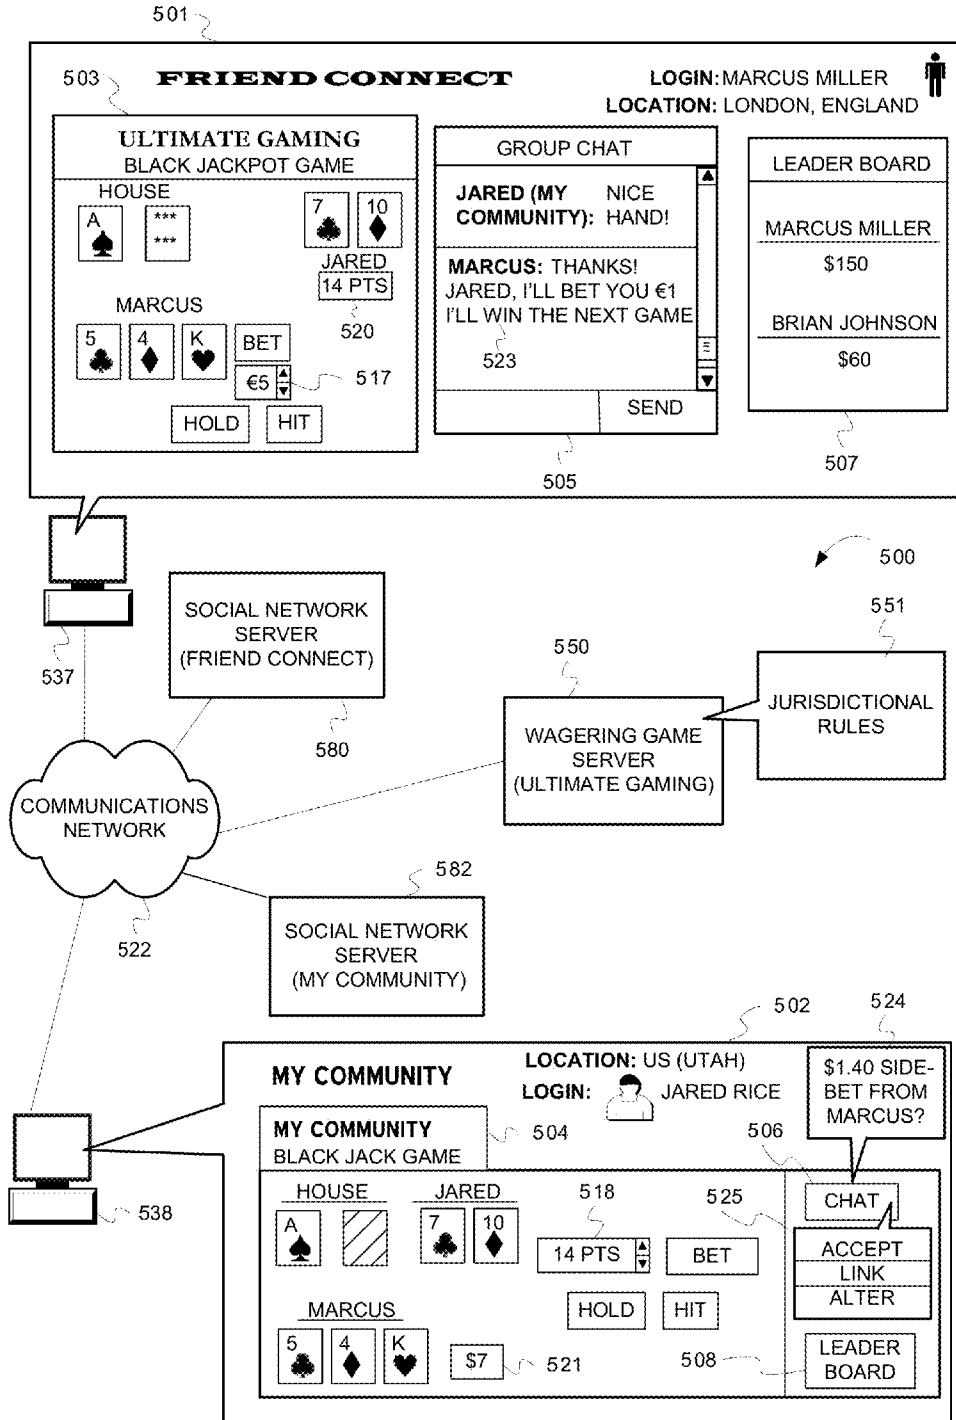 501
503
FRIEND CONNECT
LOGIN: MARCUS MILLER
LOCATION: LONDON, ENGLAND
ULTIMATE GAMING
BLACK JACKPOT GAME
HOUSE
A
***
***
7
10
JARED
14 PTS
520
MARCUS
5
4
K
BET
€5
517
HOLD
HIT
GROUP CHAT
JARED (MY COMMUNITY):
NICE HAND!
MARCUS: THANKS!
JARED, I'LL BET YOU €1
I'LL WIN THE NEXT GAME
523
SEND
505
LEADER BOARD
MARCUS MILLER
$150
BRIAN JOHNSON
$60
507
537
SOCIAL NETWORK
SERVER
(FRIEND CONNECT)
580
500
551
JURISDICTIONAL
RULES
550
WAGERING GAME
SERVER
(ULTIMATE GAMING)
COMMUNICATIONS
NETWORK
522
582
SOCIAL NETWORK
SERVER
(MY COMMUNITY)
538
502
524
MY COMMUNITY
LOCATION: US (UTAH)
LOGIN: JARED RICE
$1.40 SIDE-
BET FROM
MARCUS?
MY COMMUNITY
BLACK JACK GAME
504
506
HOUSE
A
JARED
7
10
518
14 PTS
BET
525
HOLD
HIT
MARCUS
5
4
K
$7
521
CHAT
ACCEPT
LINK
ALTER
508
LEADER
BOARD